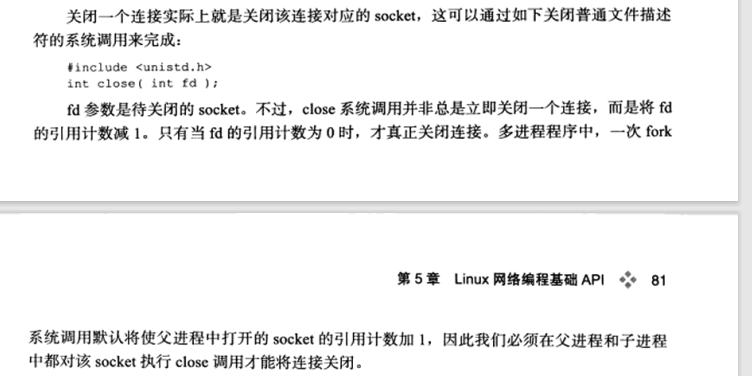 关闭一个连接实际上就是关闭该连接对应的 socket，这可以通过如下关闭普通文件描述
符的系统调用来完成：
#include <unistd.h>
int close( int fd );
fd 参数是待关闭的 socket。不过，close 系统调用并非总是立即关闭一个连接，而是将 fd
的引用计数减 1。只有当 fd 的引用计数为 0 时，才真正关闭连接。多进程程序中，一次 fork
第 5 章 Linux 网络编程基础 API 81
系统调用默认将使父进程中打开的 socket 的引用计数加 1，因此我们必须在父进程和子进程
中都对该 socket 执行 close 调用才能将连接关闭。